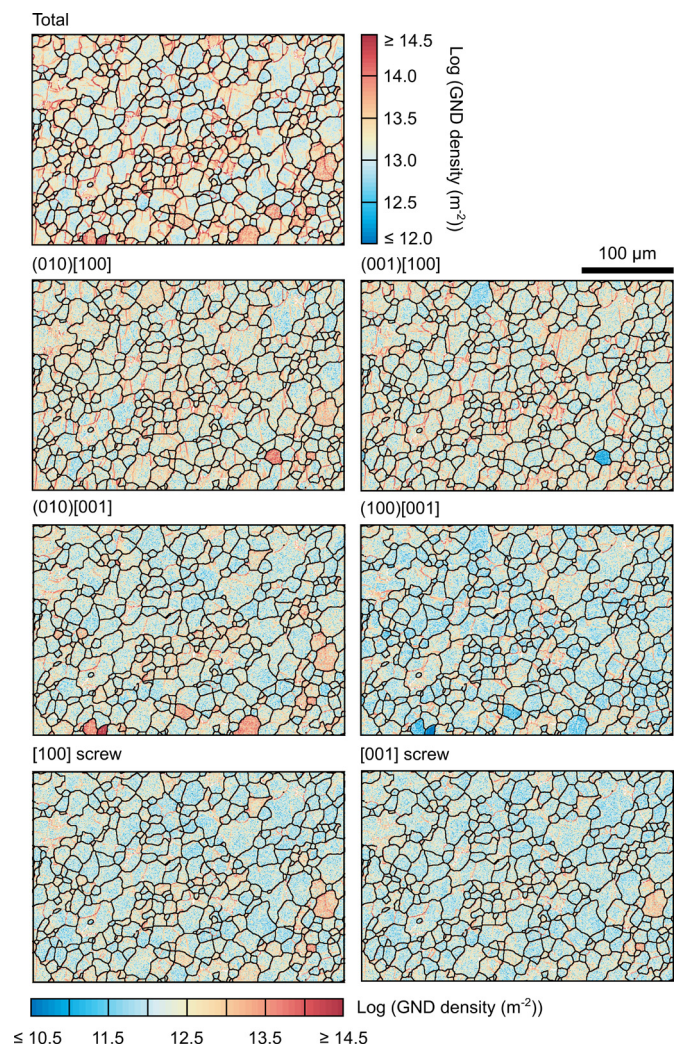 Total
≥ 14.5
14.0
13.5
13.0
12.5
≤ 12.0
Log (GND density (m⁻²))
100 µm
(010)[100]
(001)[100]
(010)[001]
(100)[001]
[100] screw
[001] screw
Log (GND density (m⁻²))
≤ 10.5 11.5 12.5 13.5 ≥ 14.5